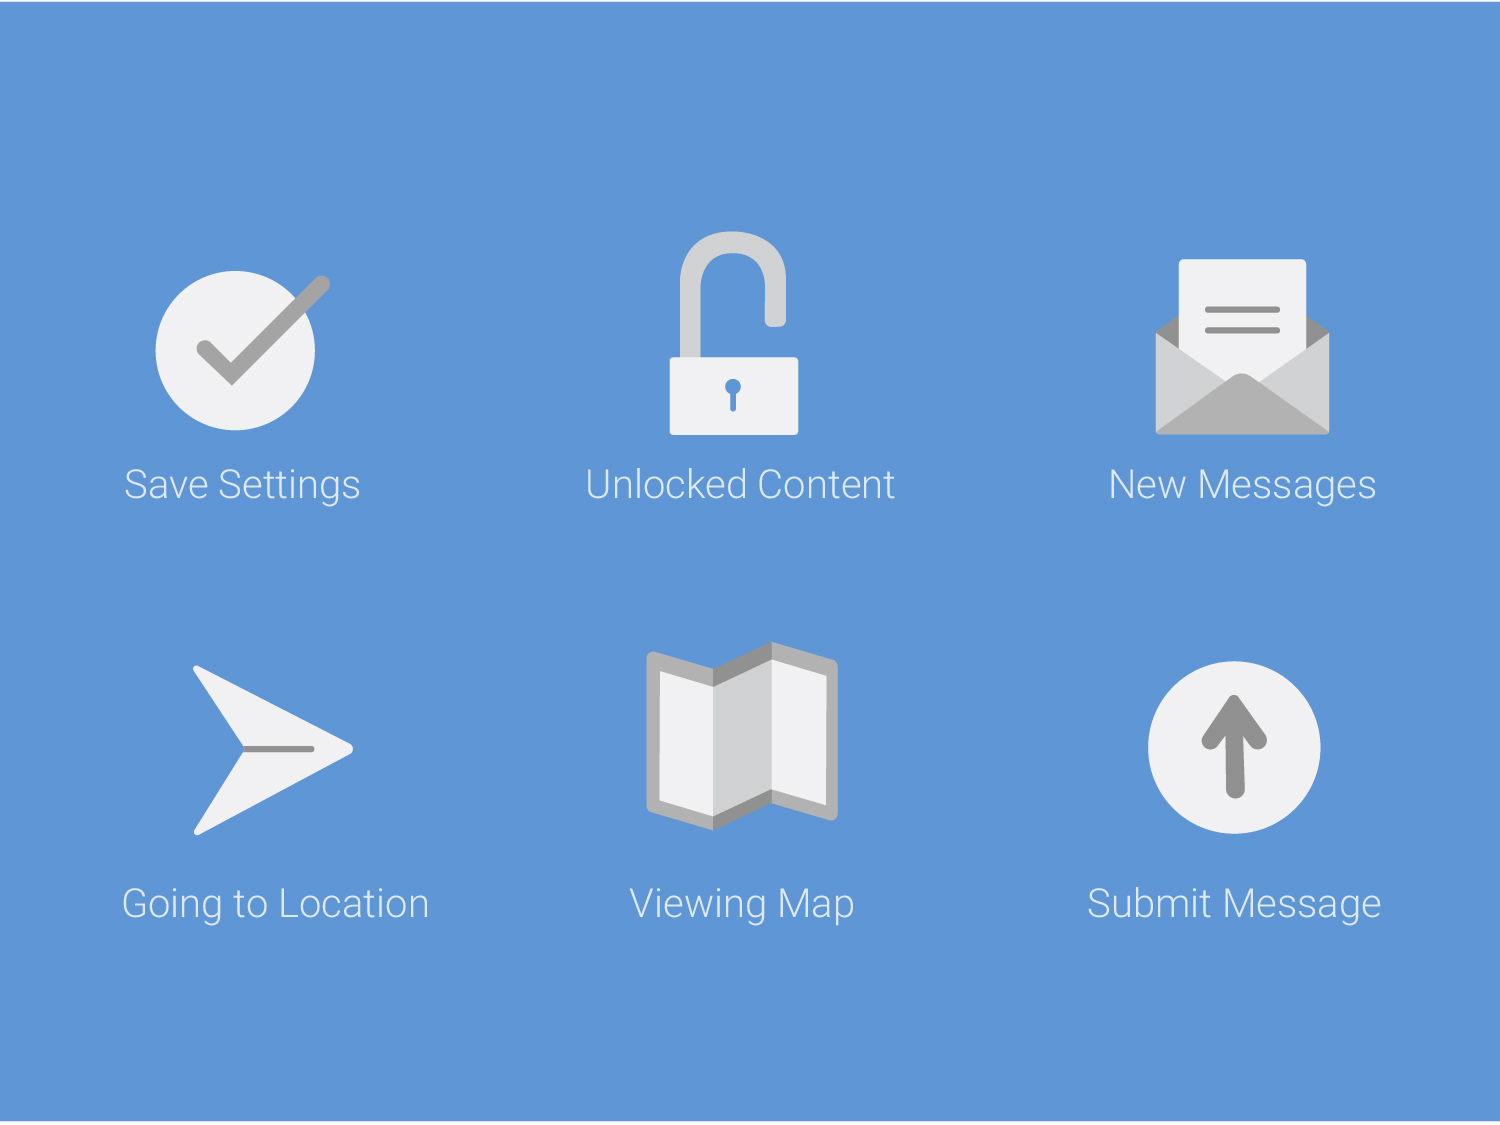 Save Settings
Unlocked Content
New Messages
Going to Location
Viewing Map
Submit Message